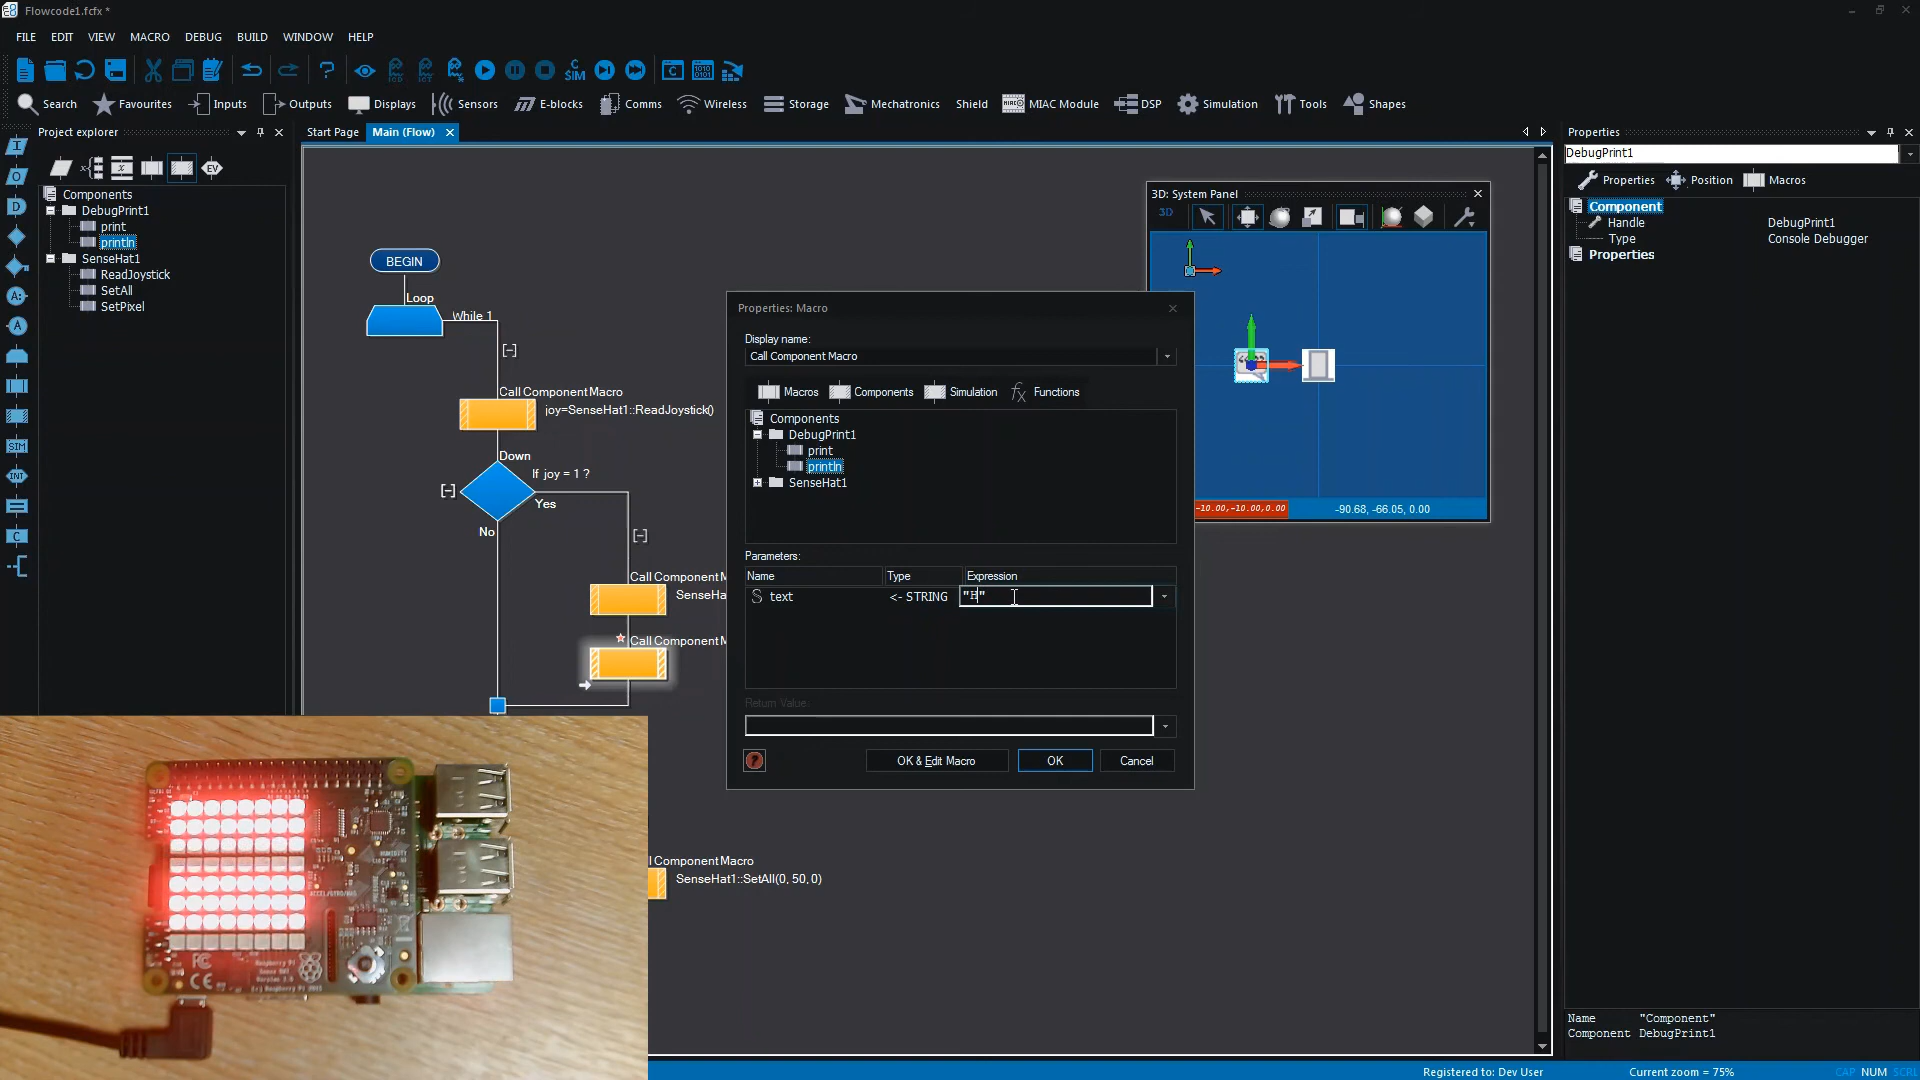 Flowcode1.fcfx *
FILE EDIT VIEW MACRO DEBUG BUILD WINDOW HELP
C SIM
Search Favourites Inputs Outputs Displays Sensors E-blocks Comms Wireless Storage Mechatronics Shield MIAC Module DSP Simulation Tools Shapes
Project explorer
Components
DebugPrint1
print
println
SenseHat1
ReadJoystick
SetAll
SetPixel
Start Page Main (Flow)
BEGIN
Loop
While 1
Call Component Macro
joy=SenseHat1::ReadJoystick()
Down
If joy = 1 ?
Yes
No
Call Component M
SenseHa
Call Component M
Call Component Macro
SenseHat1::SetAll(0, 50, 0)
Properties: Macro
Display name:
Call Component Macro
Macros Components Simulation Functions
Components
DebugPrint1
print
println
SenseHat1
Parameters:
Name Type Expression
text <- STRING "H"
Return Value:
OK & Edit Macro OK Cancel
3D: System Panel
3D
-10.00,-10.00,0.00 -90.68, -66.05, 0.00
Properties
DebugPrint1
Properties Position Macros
Component
Handle DebugPrint1
Type Console Debugger
Properties
Name "Component"
Component DebugPrint1
Registered to: Dev User Current zoom = 75% CAP NUM SCRL